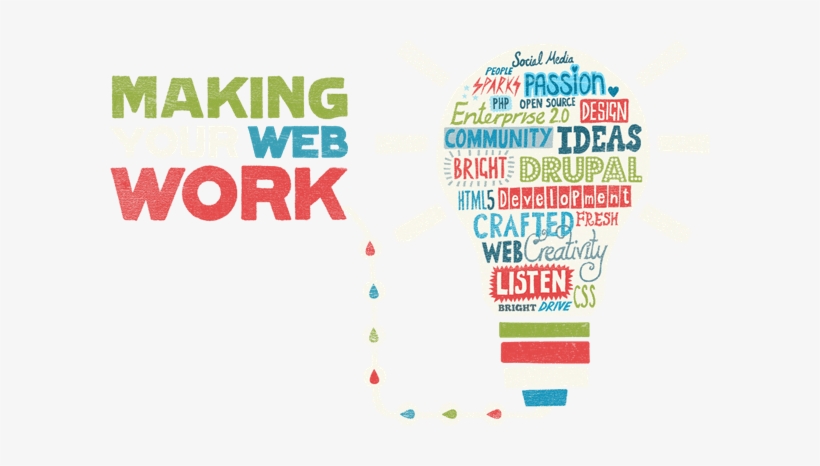 MAKING
YOUR WEB
WORK
Social Media
PEOPLE
SPARKS PASSION
PHP OPEN SOURCE DESIGN
Enterprise 2.0
COMMUNITY IDEAS
BRIGHT DRUPAL
HTML5 Development
CRAFTED FRESH
WEB Creativity
LISTEN CSS
BRIGHT DRIVE